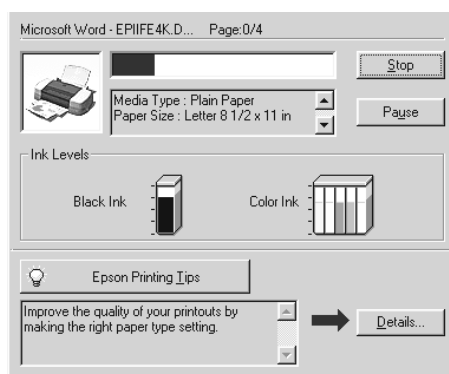 Microsoft Word - EPIIFE4K.D... Page:0/4
Stop
Media Type : Plain Paper
Paper Size : Letter 8 1/2 x 11 in
Pause
Ink Levels
Black Ink
Color Ink
Epson Printing Tips
Improve the quality of your printouts by
making the right paper type setting.
Details...